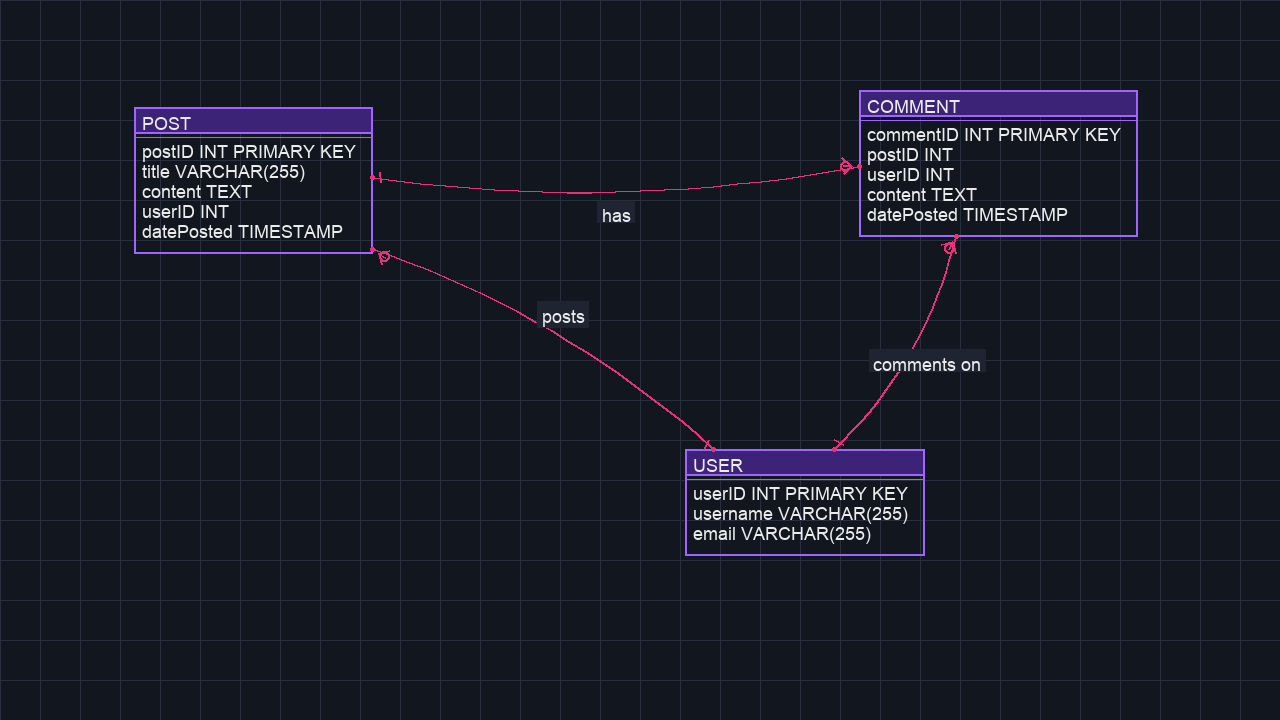 POST
postID INT PRIMARY KEY
title VARCHAR(255)
content TEXT
userID INT
datePosted TIMESTAMP
COMMENT
commentID INT PRIMARY KEY
postID INT
userID INT
content TEXT
datePosted TIMESTAMP
has
posts
comments on
USER
userID INT PRIMARY KEY
username VARCHAR(255)
email VARCHAR(255)